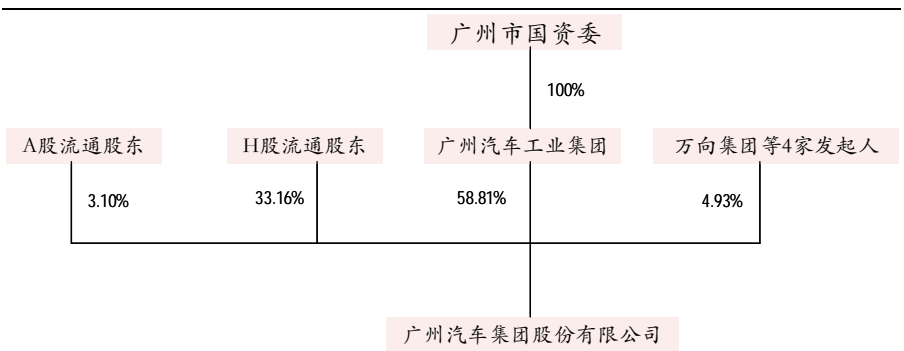 广州市国资委
100%
A股流通股东
H股流通股东
广州汽车工业集团
万向集团等4家发起人
3.10%
33.16%
58.81%
4.93%
广州汽车集团股份有限公司